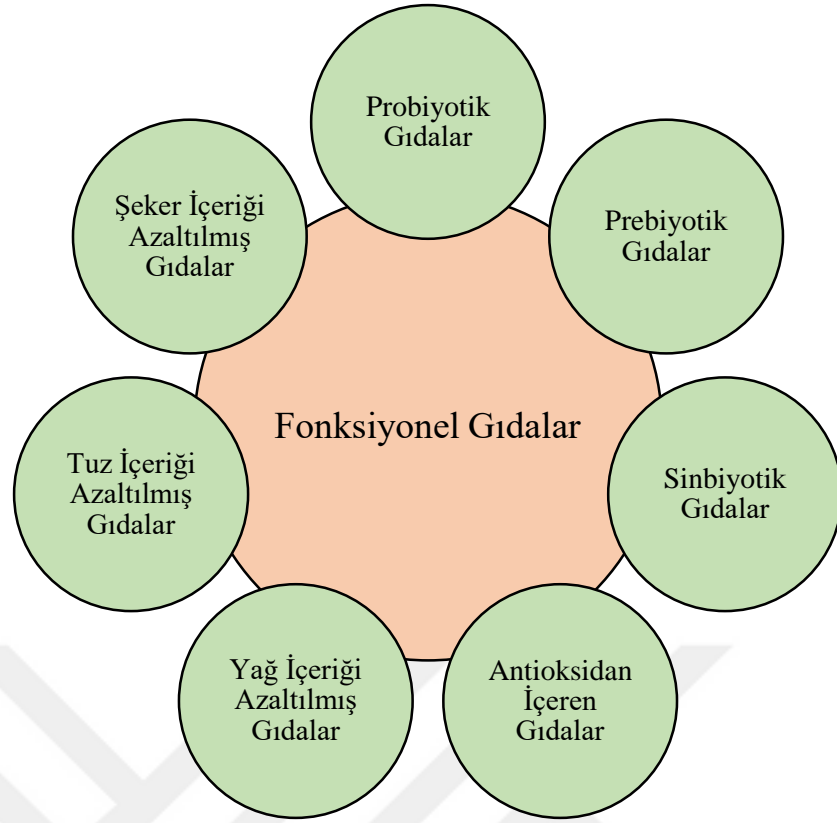 Probiyotik
Gıdalar
Prebiyotik
Gıdalar
Sinbiyotik
Gıdalar
Antioksidan
İçeren
Gıdalar
Yağ İçeriği
Azaltılmış
Gıdalar
Tuz İçeriği
Azaltılmış
Gıdalar
Şeker İçeriği
Azaltılmış
Gıdalar
Fonksiyonel Gıdalar